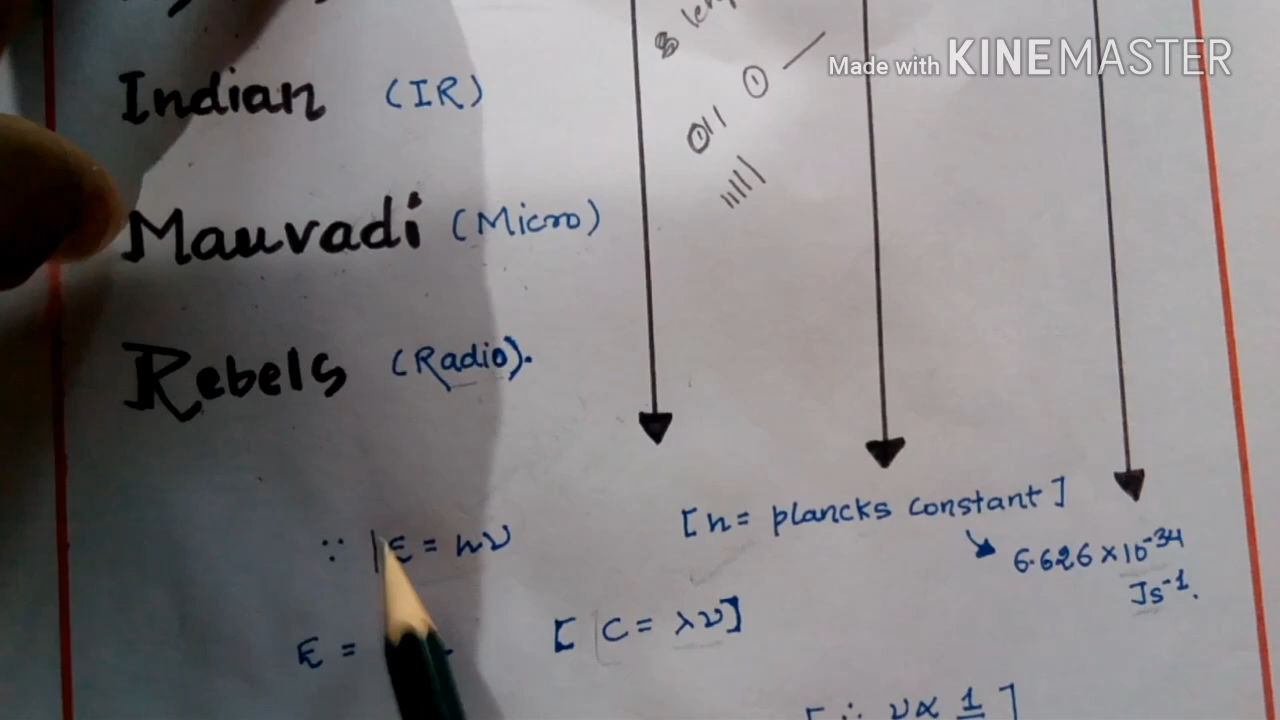 Made with KINEMASTER
Indian (IR)
Mauvadi (Micro)
Rebels (Radio).
[h = plancks constant]
6.626 × 10⁻³⁴
Js⁻¹.
∵ E = hν
E =
[C = λν]
[∴ ν ∝ 1